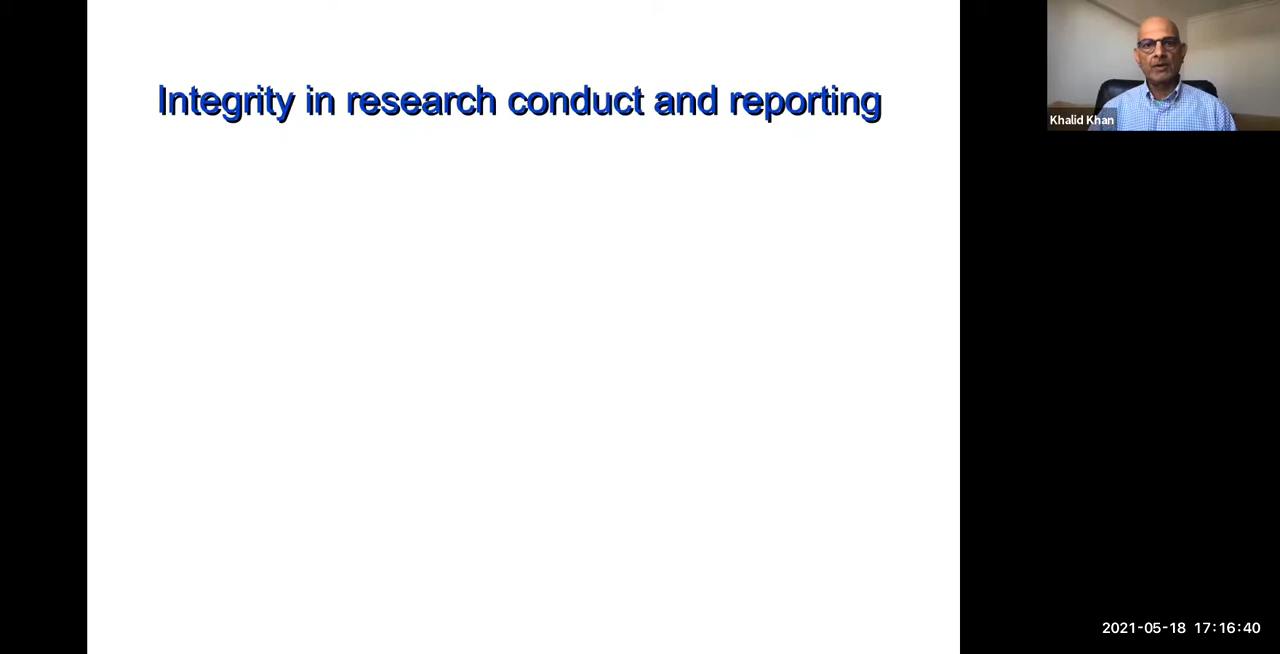 Integrity in research conduct and reporting
Khalid Khan
2021-05-18 17:16:40